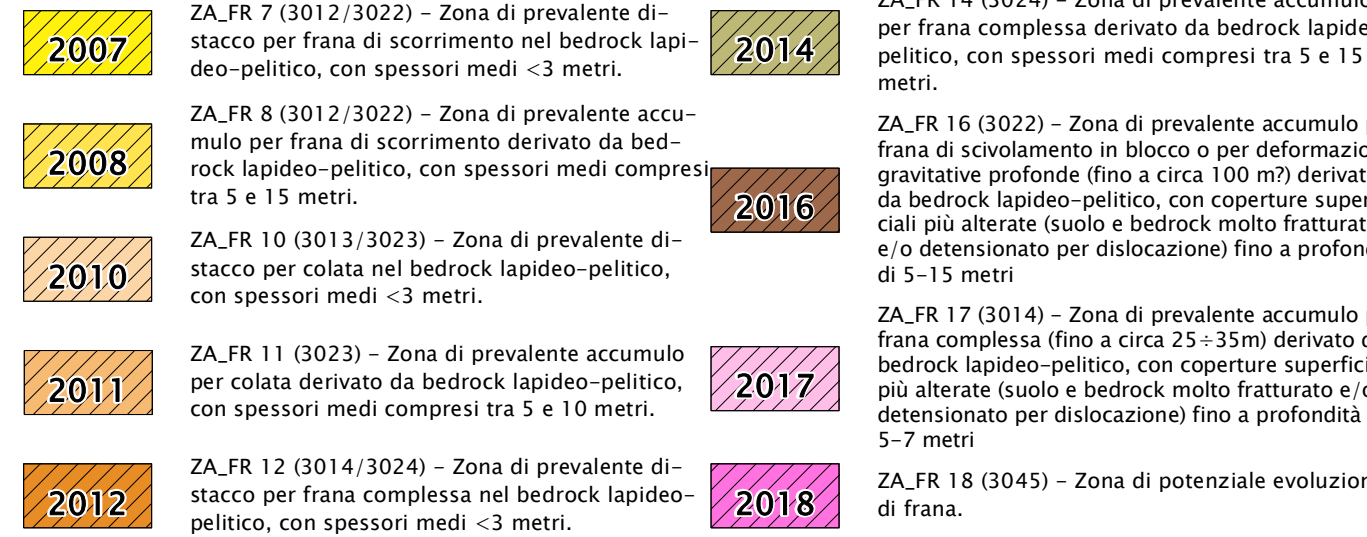 2007
ZA_FR 7 (3012/3022) – Zona di prevalente di-
stacco per frana di scorrimento nel bedrock lapi-
deo-pelitico, con spessori medi <3 metri.
2008
ZA_FR 8 (3012/3022) – Zona di prevalente accu-
mulo per frana di scorrimento derivato da bed-
rock lapideo-pelitico, con spessori medi compresi
tra 5 e 15 metri.
2010
ZA_FR 10 (3013/3023) – Zona di prevalente di-
stacco per colata nel bedrock lapideo-pelitico,
con spessori medi <3 metri.
2011
ZA_FR 11 (3023) – Zona di prevalente accumulo
per colata derivato da bedrock lapideo-pelitico,
con spessori medi compresi tra 5 e 10 metri.
2012
ZA_FR 12 (3014/3024) – Zona di prevalente di-
stacco per frana complessa nel bedrock lapideo-
pelitico, con spessori medi <3 metri.
2014
ZA_FR 14 (3024) – Zona di prevalente accumulo
per frana complessa derivato da bedrock lapide
pelitico, con spessori medi compresi tra 5 e 15
metri.
2016
ZA_FR 16 (3022) – Zona di prevalente accumulo
frana di scivolamento in blocco o per deformazio
gravitative profonde (fino a circa 100 m?) derivat
da bedrock lapideo-pelitico, con coperture super
ciali più alterate (suolo e bedrock molto fratturat
e/o detensionato per dislocazione) fino a profond
di 5-15 metri
2017
ZA_FR 17 (3014) – Zona di prevalente accumulo
frana complessa (fino a circa 25÷35m) derivato
bedrock lapideo-pelitico, con coperture superfici
più alterate (suolo e bedrock molto fratturato e/o
detensionato per dislocazione) fino a profondità
5-7 metri
2018
ZA_FR 18 (3045) – Zona di potenziale evoluzion
di frana.